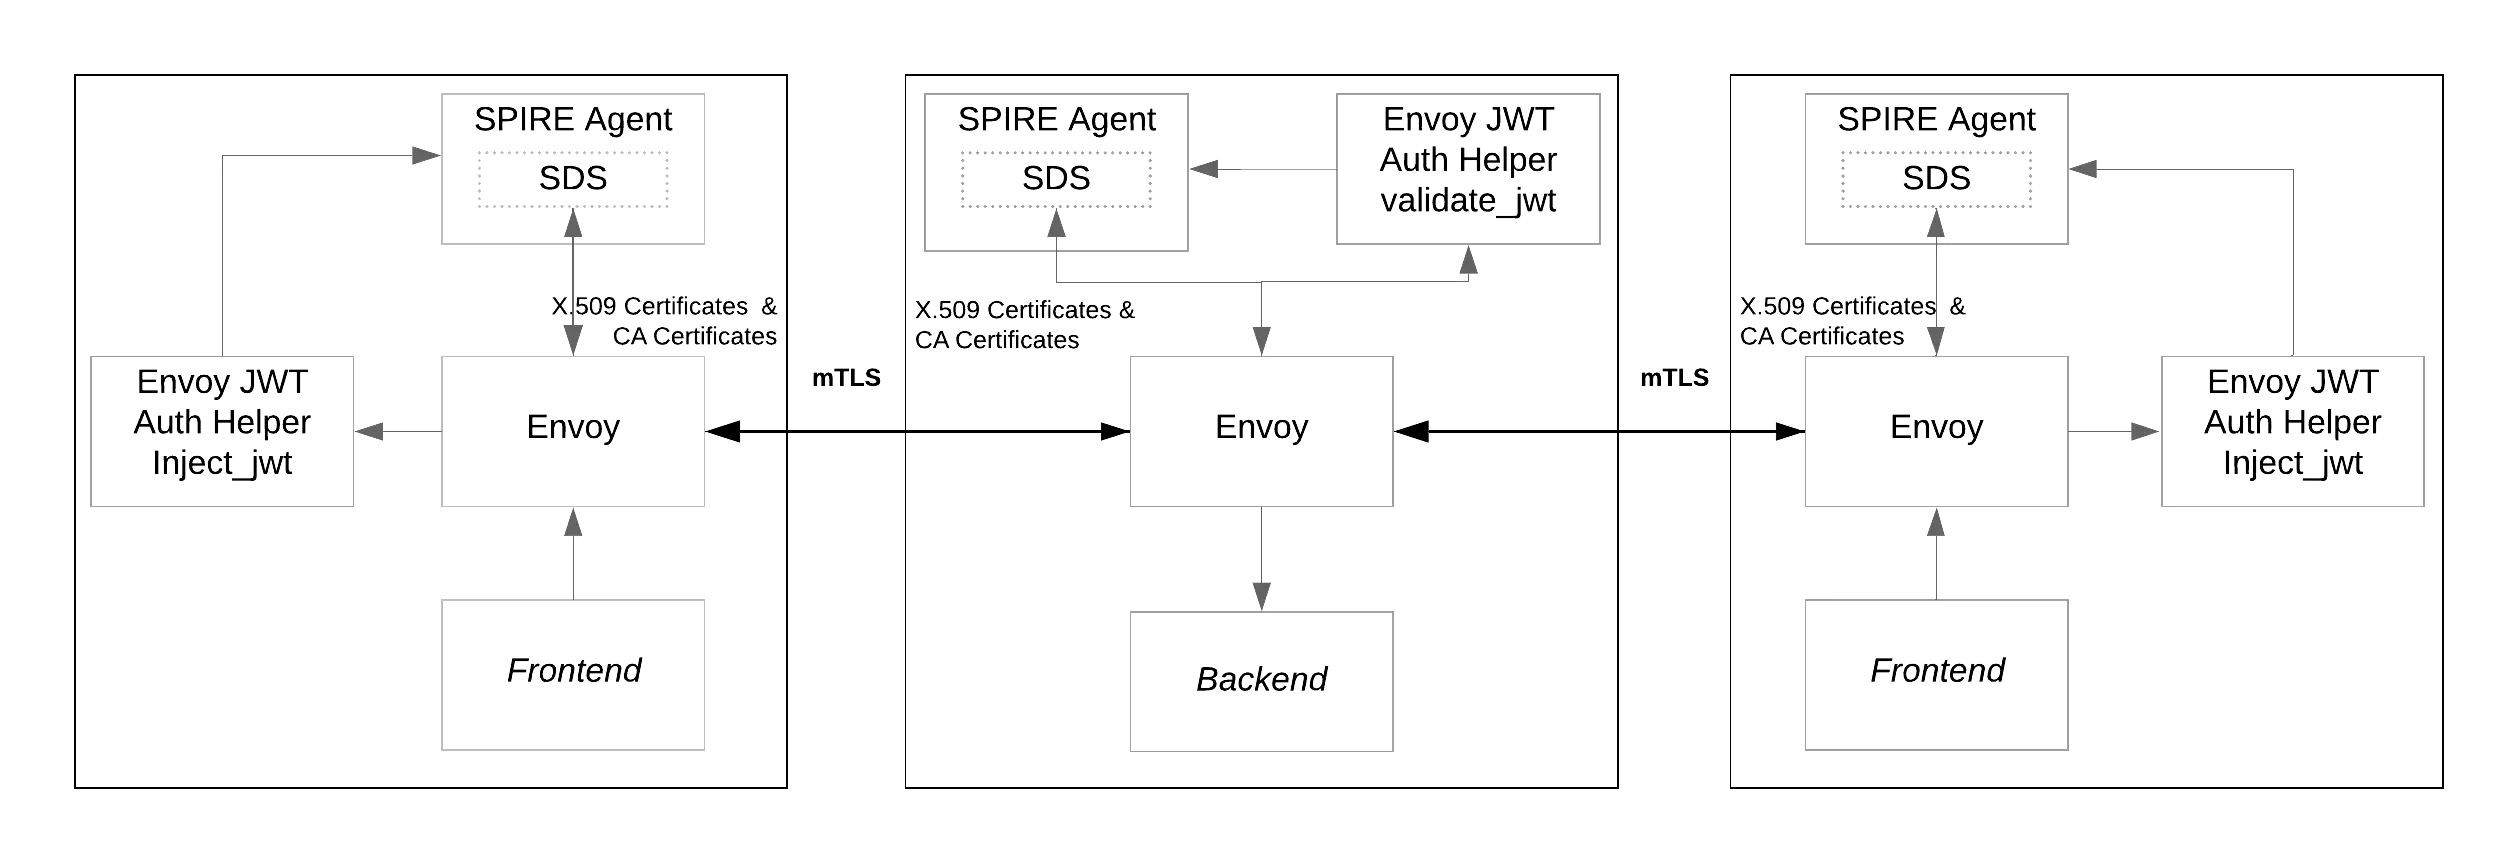 SPIRE Agent
SDS
X.509 Certificates &
CA Certificates
Envoy JWT
Auth Helper
Inject_jwt
Envoy
Frontend
mTLS
SPIRE Agent
SDS
Envoy JWT
Auth Helper
validate_jwt
X.509 Certificates &
CA Certificates
Envoy
Backend
mTLS
SPIRE Agent
SDS
X.509 Certificates &
CA Certificates
Envoy
Envoy JWT
Auth Helper
Inject_jwt
Frontend